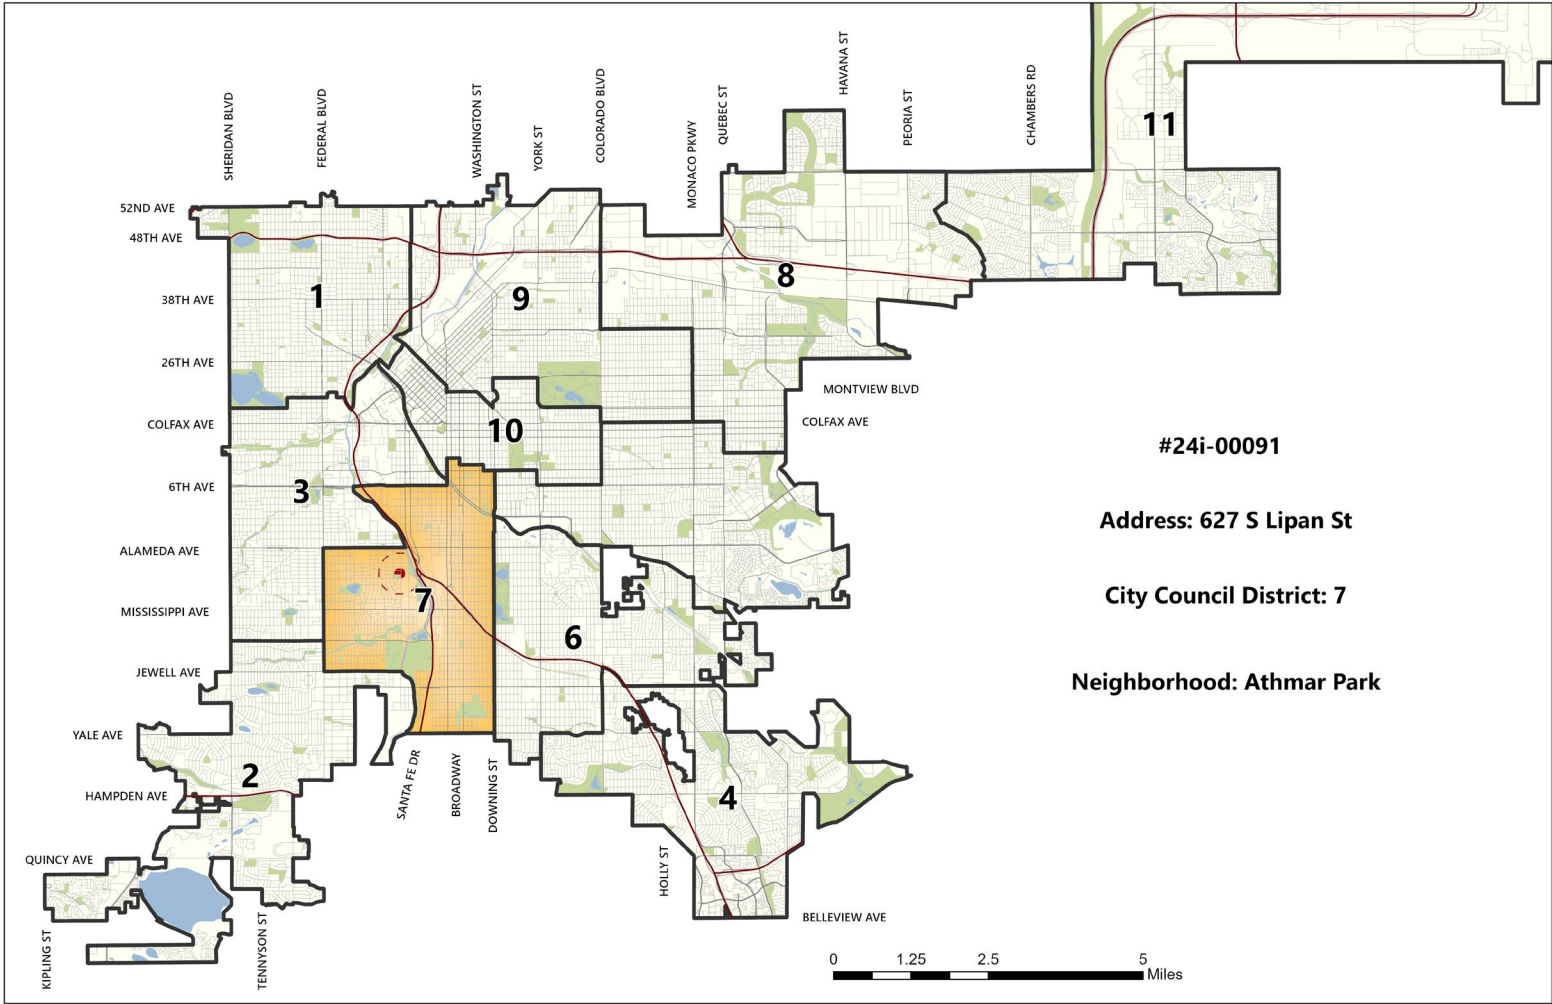 SHERIDAN BLVD
FEDERAL BLVD
WASHINGTON ST
YORK ST
COLORADO BLVD
MONACO PKWY
QUEBEC ST
HAVANA ST
PEORIA ST
CHAMBERS RD
11
52ND AVE
48TH AVE
8
1
9
38TH AVE
26TH AVE
MONTVIEW BLVD
COLFAX AVE
COLFAX AVE
10
#24i-00091
6TH AVE
3
Address: 627 S Lipan St
ALAMEDA AVE
City Council District: 7
7
MISSISSIPPI AVE
6
JEWELL AVE
Neighborhood: Athmar Park
YALE AVE
2
HAMPDEN AVE
SANTA FE DR
BROADWAY
DOWNING ST
4
QUINCY AVE
HOLLY ST
BELLEVIEW AVE
KIPLING ST
TENNYSON ST
0 1.25 2.5 5
Miles